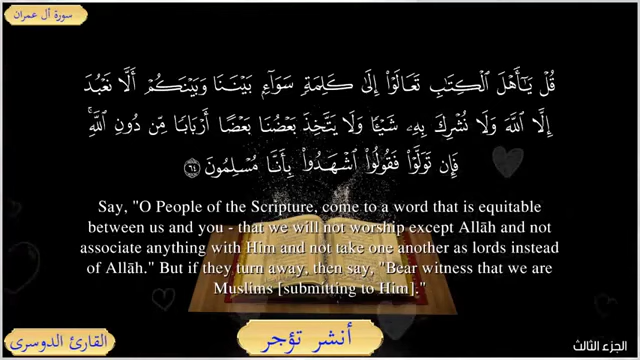 سورة آل عمران
قُلْ يَـٰٓأَهْلَ ٱلْكِتَـٰبِ تَعَالَوْا۟ إِلَىٰ كَلِمَةٍ سَوَآءٍۭ بَيْنَنَا وَبَيْنَكُمْ أَلَّا نَعْبُدَ
إِلَّا ٱللَّهَ وَلَا نُشْرِكَ بِهِۦ شَيْـًٔا وَلَا يَتَّخِذَ بَعْضُنَا بَعْضًا أَرْبَابًا مِّن دُونِ ٱللَّهِ ۚ
فَإِن تَوَلَّوْا۟ فَقُولُوا۟ ٱشْهَدُوا۟ بِأَنَّا مُسْلِمُونَ ٦٤
Say, "O People of the Scripture, come to a word that is equitable
between us and you - that we will not worship except Allāh and not
associate anything with Him and not take one another as lords instead
of Allāh." But if they turn away, then say, "Bear witness that we are
Muslims [submitting to Him]."
القارئ الدوسرى
أنشر تؤجر
الجزء الثالث